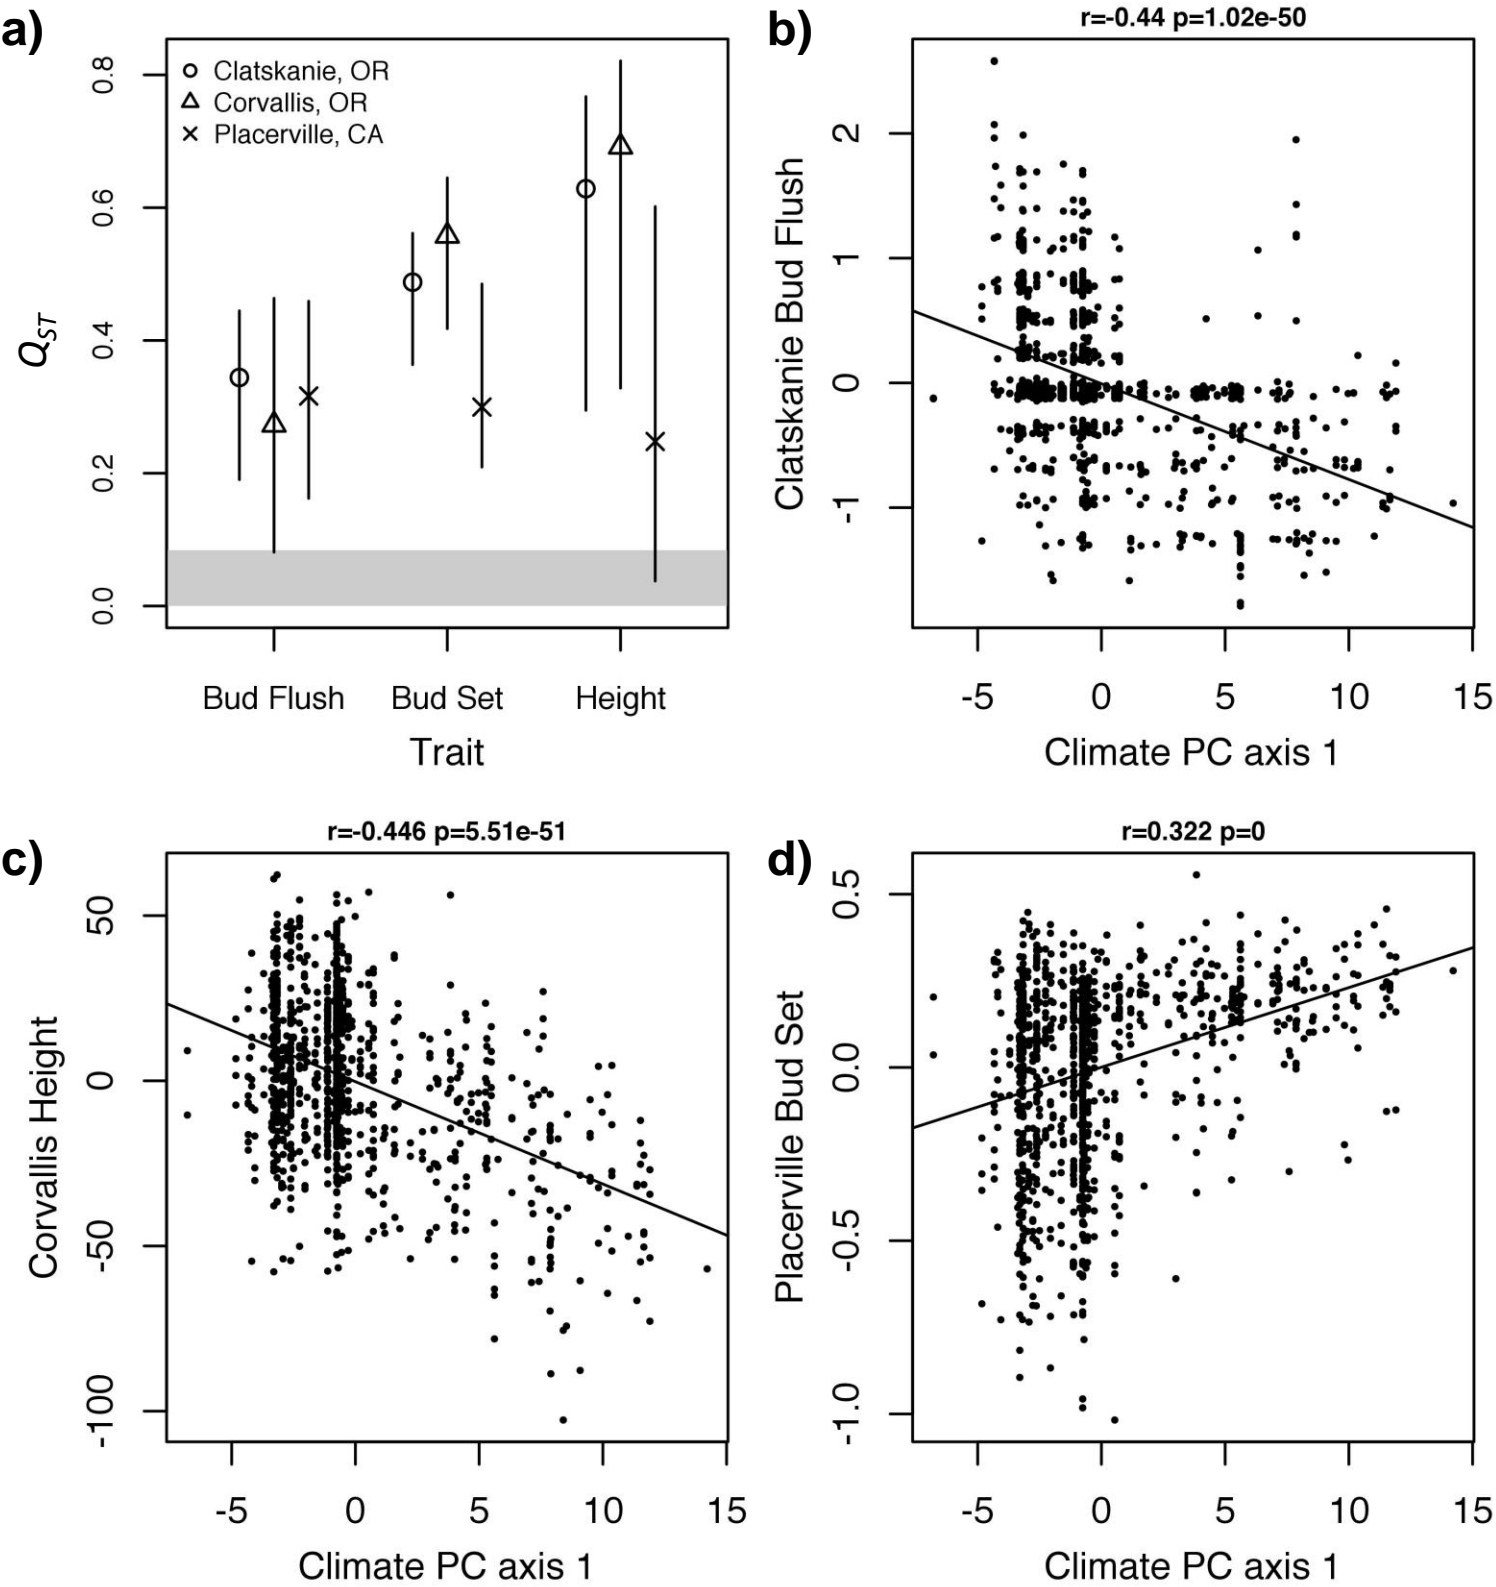 a)
Clatskanie, OR
Corvallis, OR
Placerville, CA
0.8
0.6
0.4
0.2
0.0
QST
Bud Flush Bud Set Height
Trait
b)
r=-0.44 p=1.02e-50
2
1
0
-1
Clatskanie Bud Flush
-5 0 5 10 15
Climate PC axis 1
c)
r=-0.446 p=5.51e-51
50
0
-50
-100
Corvallis Height
-5 0 5 10 15
Climate PC axis 1
d)
r=0.322 p=0
0.5
0.0
-0.5
-1.0
Placerville Bud Set
-5 0 5 10 15
Climate PC axis 1